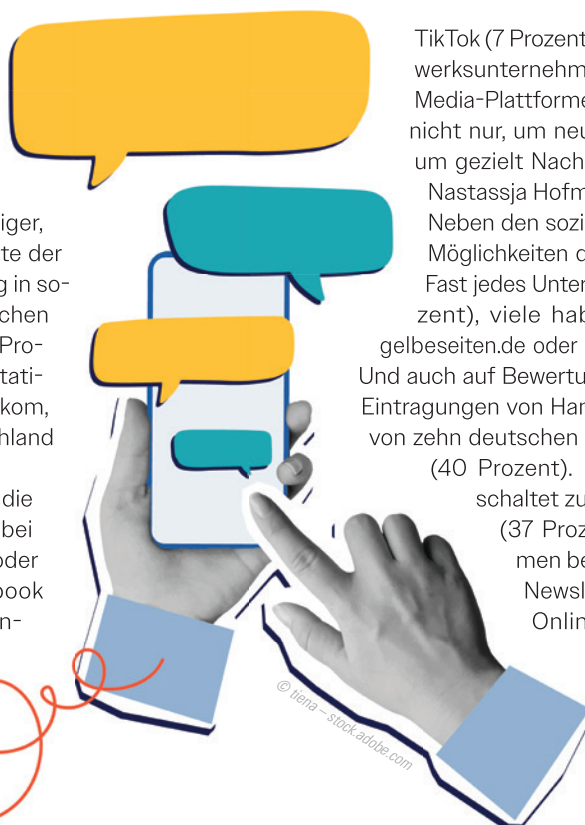 iger,
te der
g in so-
chen
Pro-
tati-
kom,
hland
die
bei
oder
book
n-
TikTok (7 Prozent
werksunternehm
Media-Plattforme
nicht nur, um neu
um gezielt Nach
Nastassja Hofm
Neben den sozi
Möglichkeiten d
Fast jedes Unter
zent), viele hab
gelbeseiten.de oder
Und auch auf Bewertu
Eintragungen von Han
von zehn deutschen
(40 Prozent).
schaltet zu
(37 Proz
men be
Newsl
Onlin
© tiena – stock.adobe.com